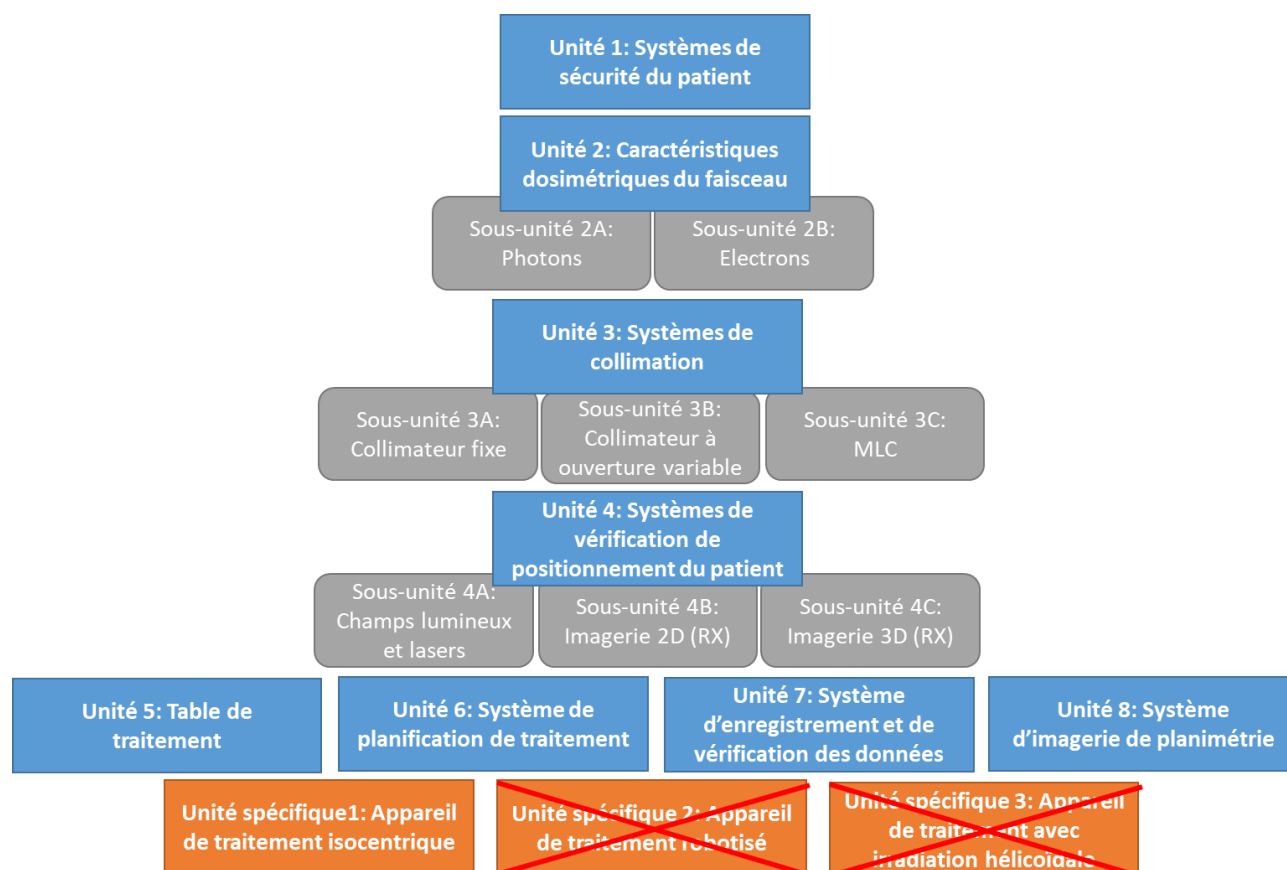 Unité 1: Systèmes de
sécurité du patient
Unité 2: Caractéristiques
dosimétriques du faisceau
Sous-unité 2A:
Photons
Sous-unité 2B:
Electrons
Unité 3: Systèmes de
collimation
Sous-unité 3A:
Collimateur fixe
Sous-unité 3B:
Collimateur à
ouverture variable
Sous-unité 3C:
MLC
Unité 4: Systèmes de
vérification de
positionnement du patient
Sous-unité 4A:
Champs lumineux
et lasers
Sous-unité 4B:
Imagerie 2D (RX)
Sous-unité 4C:
Imagerie 3D (RX)
Unité 5: Table de
traitement
Unité 6: Système de
planification de traitement
Unité 7: Système
d’enregistrement et de
vérification des données
Unité 8: Système
d’imagerie de planimétrie
Unité spécifique1: Appareil
de traitement isocentrique
Unité spécifique 2: Appareil
de traitement robotisé
Unité spécifique 3: Appareil
de traitement avec
irradiation hélicoïdale